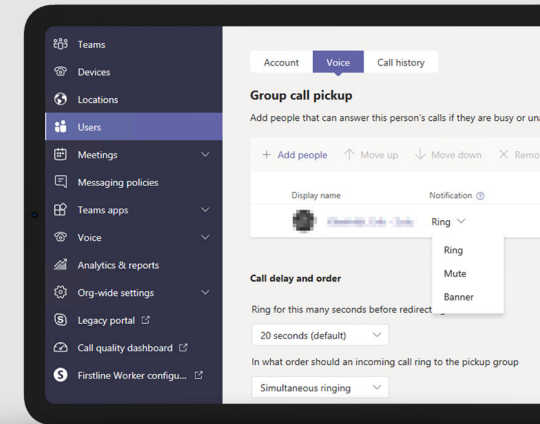 Teams
Devices
Locations
Users
Meetings
Messaging policies
Teams apps
Voice
Analytics & reports
Org-wide settings
Legacy portal
Call quality dashboard
Firstline Worker configu...
Account Voice Call history
Group call pickup
Add people that can answer this person's calls if they are busy or
+ Add people ↑ Move up ↓ Move down ✕
Display name Notification
Ring
Ring
Mute
Banner
Call delay and order
Ring for this many seconds before
20 seconds (default)
In what order should an incoming call ring to the pickup group
Simultaneous ringing